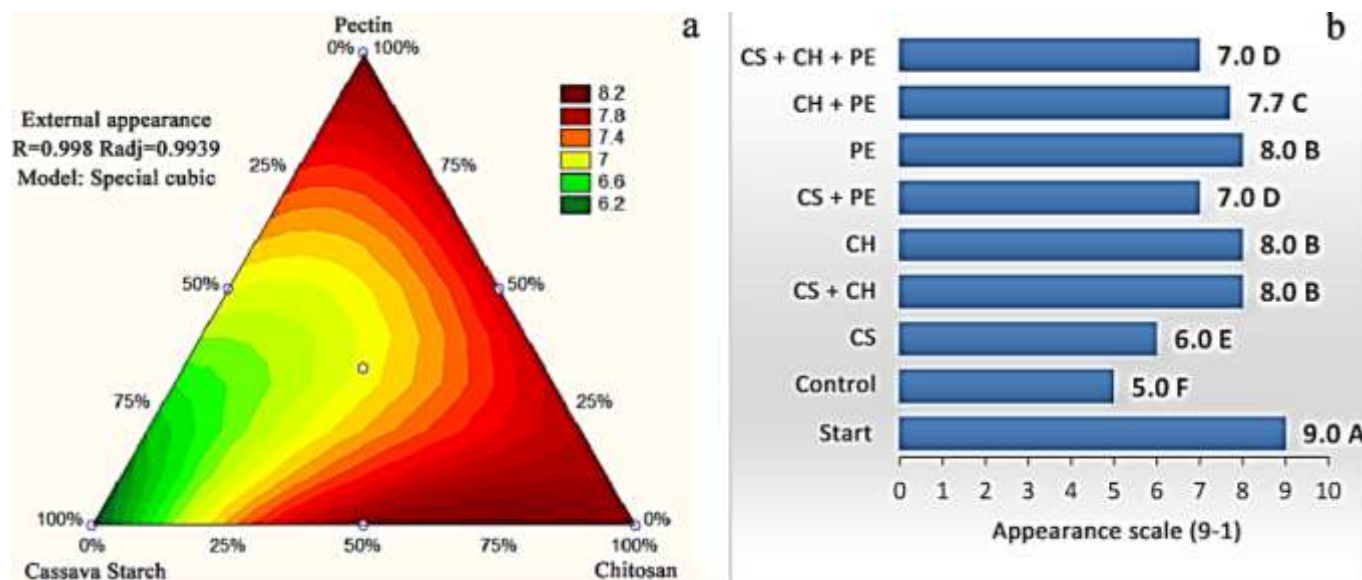 Pectin
a
0% 100%
External appearance
R=0.998 Radj=0.9939
Model: Special cubic
8.2
7.8
7.4
7
6.6
6.2
25%
75%
50%
50%
75%
25%
100%
0%
0%
25%
50%
75%
100%
Cassava Starch
Chitosan
b
CS + CH + PE
7.0 D
CH + PE
7.7 C
PE
8.0 B
CS + PE
7.0 D
CH
8.0 B
CS + CH
8.0 B
CS
6.0 E
Control
5.0 F
Start
9.0 A
0 1 2 3 4 5 6 7 8 9 10
Appearance scale (9-1)